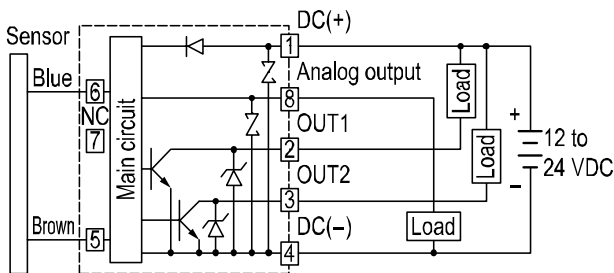 Sensor
Blue
Brown
6
NC
7
5
Main circuit
DC(+)
1
Analog output
8
OUT1
2
OUT2
3
DC(−)
4
Load
Load
Load
+
12 to
24 VDC
−